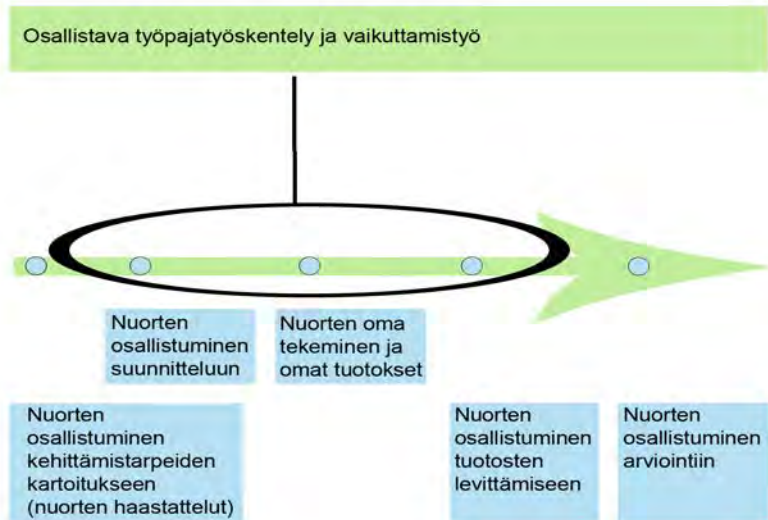 Osallistava työpajatyöskentely ja vaikuttamistyö
Nuorten
osallistuminen
suunnitteluun
Nuorten oma
tekeminen ja
omat tuotokset
Nuorten
osallistuminen
kehittämistarpeiden
kartoitukseen
(nuorten haastattelut)
Nuorten
osallistuminen
tuotosten
levittämiseen
Nuorten
osallistuminen
arviointiin